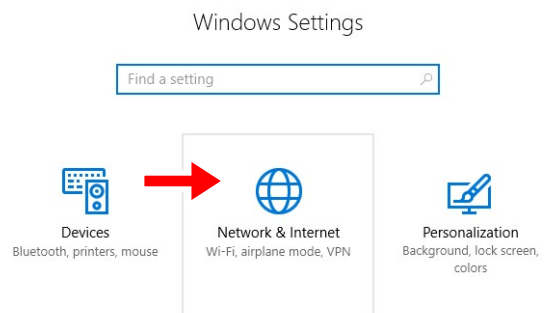 Windows Settings
Find a setting
Devices
Bluetooth, printers, mouse
Network & Internet
Wi-Fi, airplane mode, VPN
Personalization
Background, lock screen,
colors